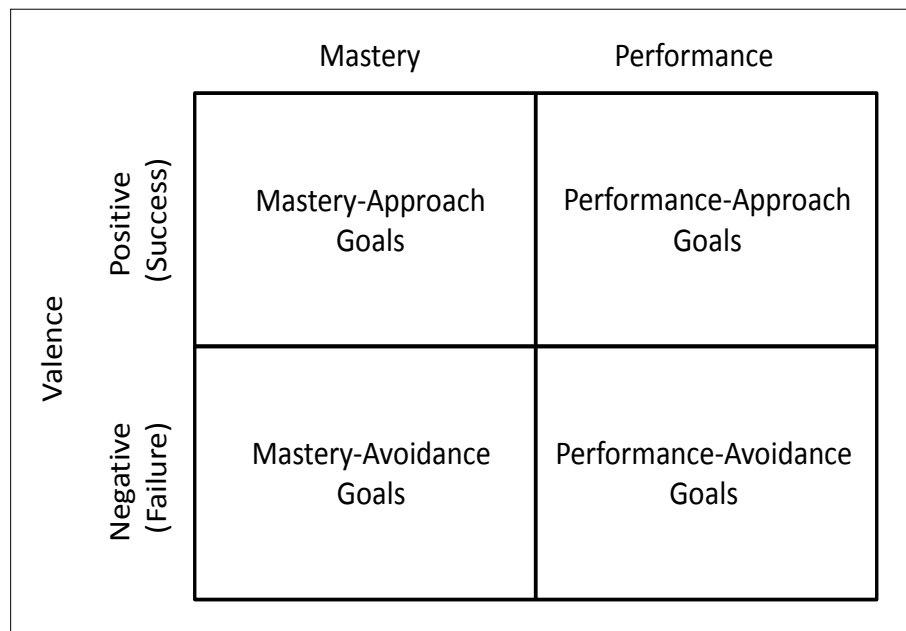 Mastery Performance
Valence
Positive
(Success)
Mastery-Approach
Goals
Performance-Approach
Goals
Negative
(Failure)
Mastery-Avoidance
Goals
Performance-Avoidance
Goals